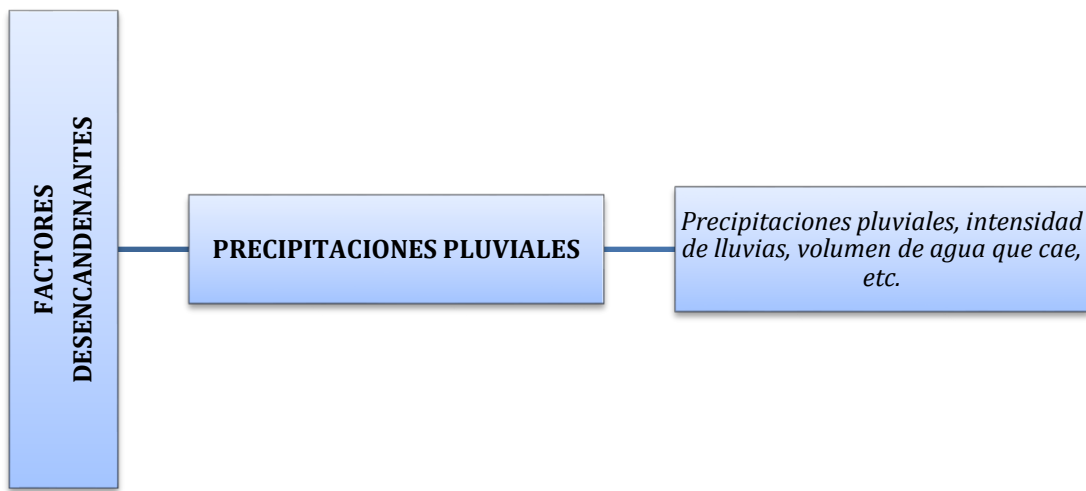 FACTORES
DESENCANDENANTES
PRECIPITACIONES PLUVIALES
Precipitaciones pluviales, intensidad
de lluvias, volumen de agua que cae,
etc.